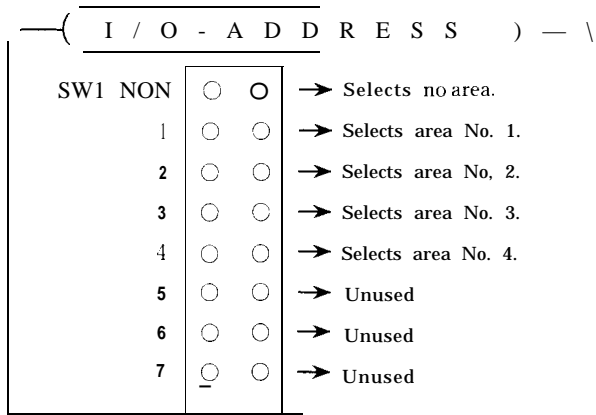 ( I / O - A D D R E S S ) — \
SW1 NON → Selects no area.
1 → Selects area No. 1.
2 → Selects area No, 2.
3 → Selects area No. 3.
4 → Selects area No. 4.
5 → Unused
6 → Unused
7 → Unused